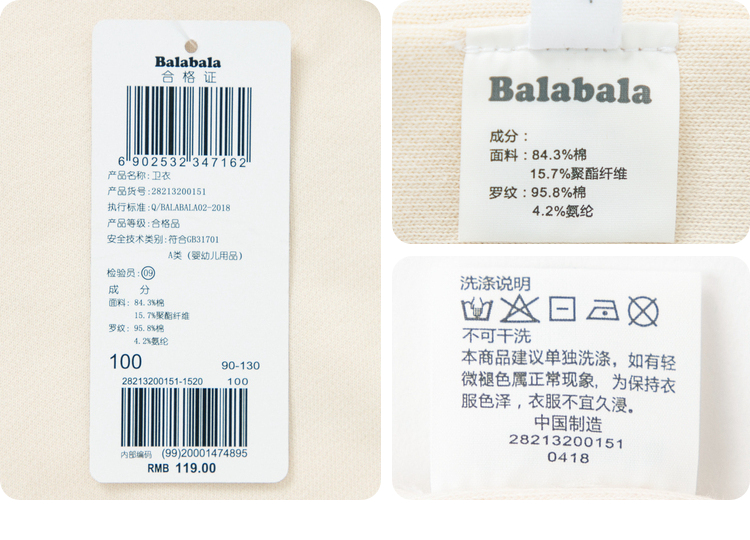 Balabala
合格证
6 902532 347162
产品名称:卫衣
产品货号:28213200151
执行标准:Q/BALABALA02-2018
产品等级:合格品
安全技术类别:符合GB31701
A类（婴幼儿用品）
检验员:09
成 分
面料: 84.3%棉
15.7%聚酯纤维
罗纹: 95.8%棉
4.2%氨纶
100 90-130
28213200151-1520 100
内部编码 (99)20001474895
RMB 119.00
Balabala
成分：
面料：84.3%棉
15.7%聚酯纤维
罗纹：95.8%棉
4.2%氨纶
洗涤说明
不可干洗
本商品建议单独洗涤，如有轻
微褪色属正常现象，为保持衣
服色泽，衣服不宜久浸。
中国制造
28213200151
0418